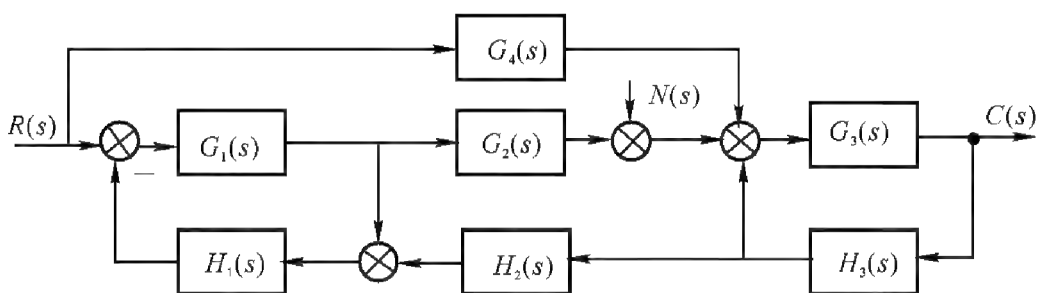 G₄(s)
N(s)
R(s)
G₁(s)
G₂(s)
G₃(s)
C(s)
−
H₁(s)
H₂(s)
H₃(s)